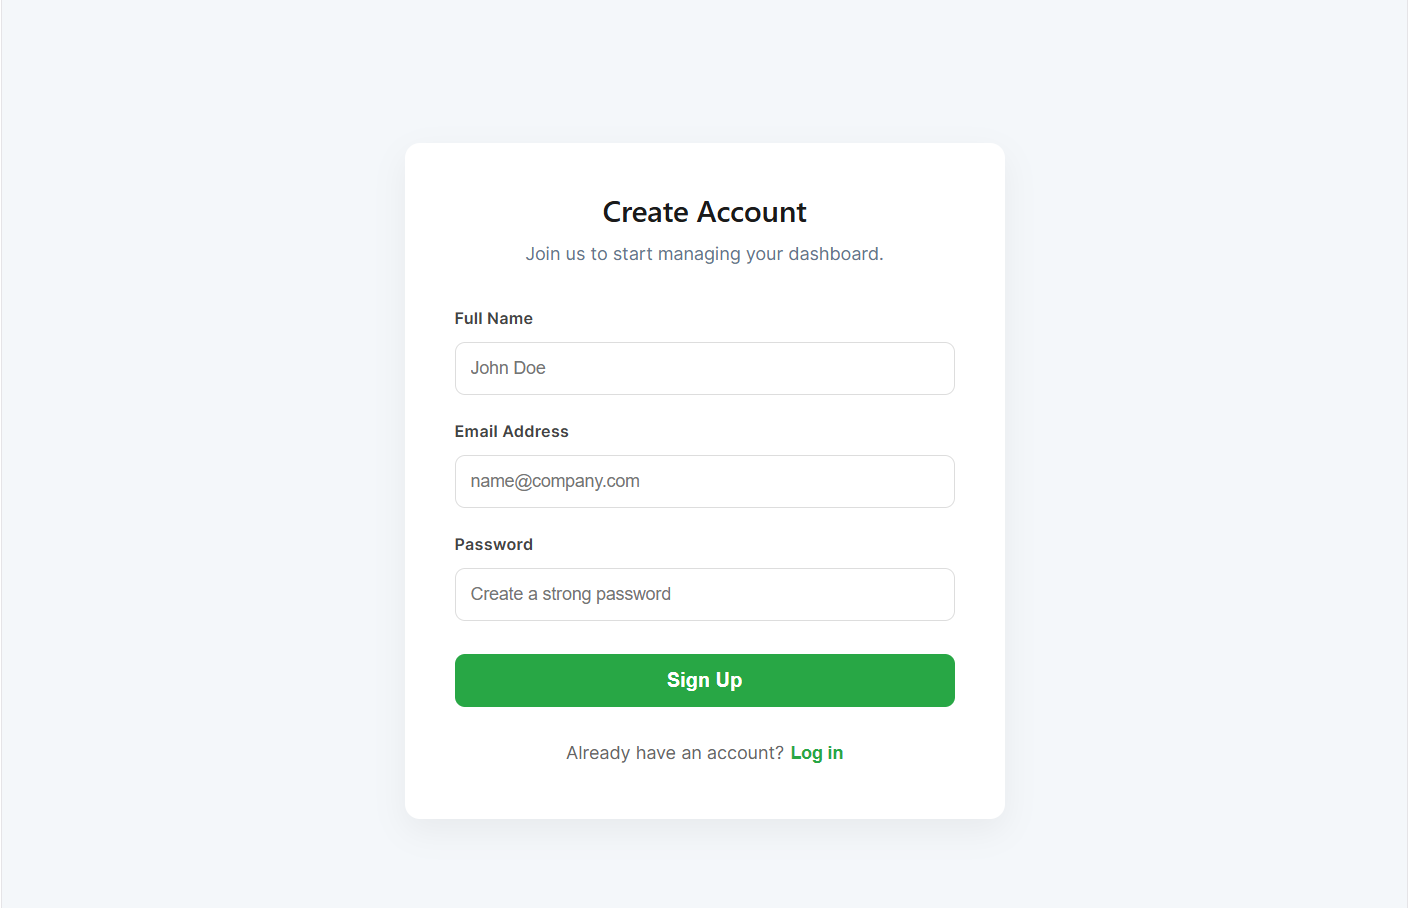 Create Account
Join us to start managing your dashboard.
Full Name
John Doe
Email Address
name@company.com
Password
Create a strong password
Sign Up
Already have an account? Log in